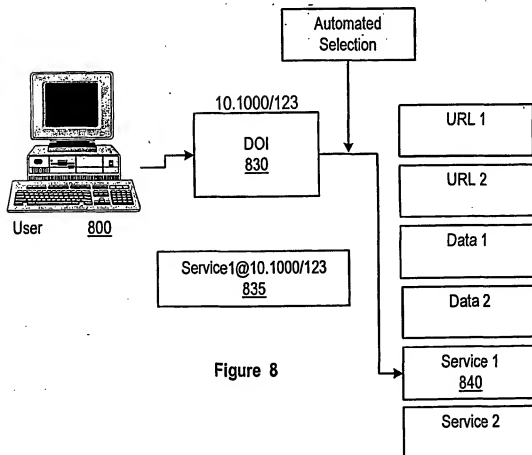 Automated
Selection
10.1000/123
DOI
830
User 800
Service1@10.1000/123
835
URL 1
URL 2
Data 1
Data 2
Service 1
840
Service 2
Figure 8